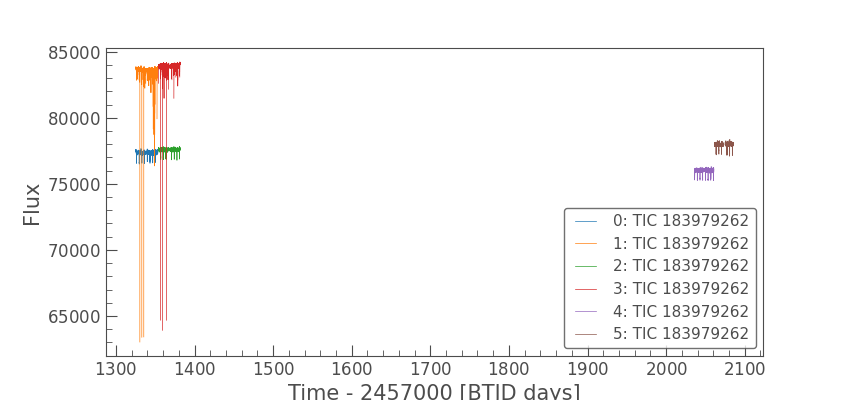 85000
80000
75000
70000
65000
Flux
0: TIC 183979262
1: TIC 183979262
2: TIC 183979262
3: TIC 183979262
4: TIC 183979262
5: TIC 183979262
1300 1400 1500 1600 1700 1800 1900 2000 2100
Time - 2457000 [BTJD days]